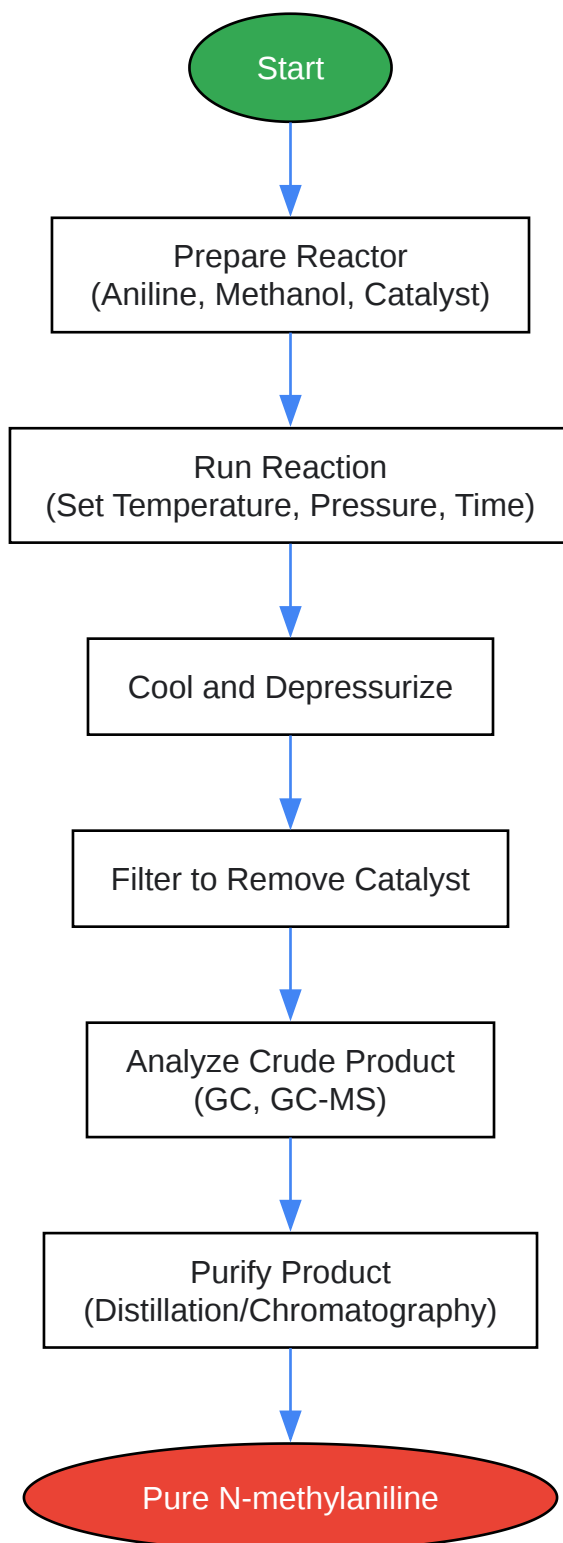 Start
Prepare Reactor
(Aniline, Methanol, Catalyst)
Run Reaction
(Set Temperature, Pressure, Time)
Cool and Depressurize
Filter to Remove Catalyst
Analyze Crude Product
(GC, GC-MS)
Purify Product
(Distillation/Chromatography)
Pure N-methylaniline